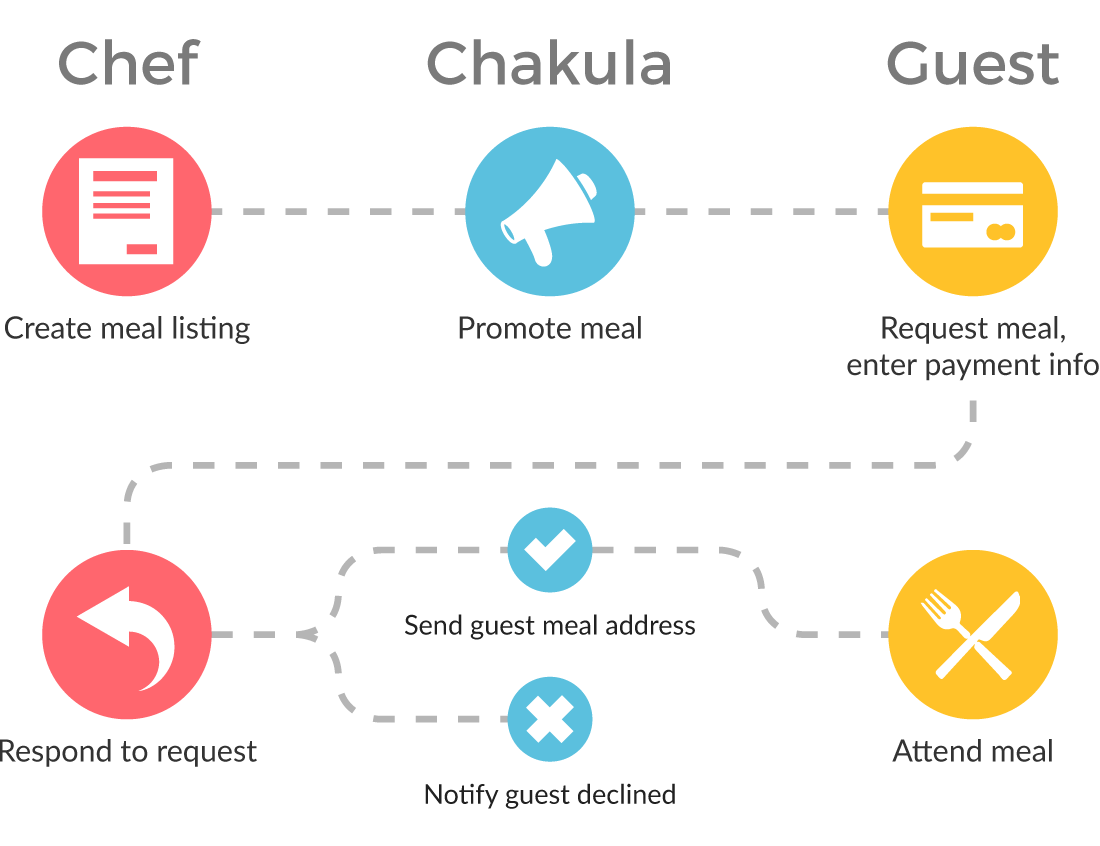 Chef
Chakula
Guest
Create meal listing
Promote meal
Request meal,
enter payment info
Send guest meal address
Respond to request
Attend meal
Notify guest declined